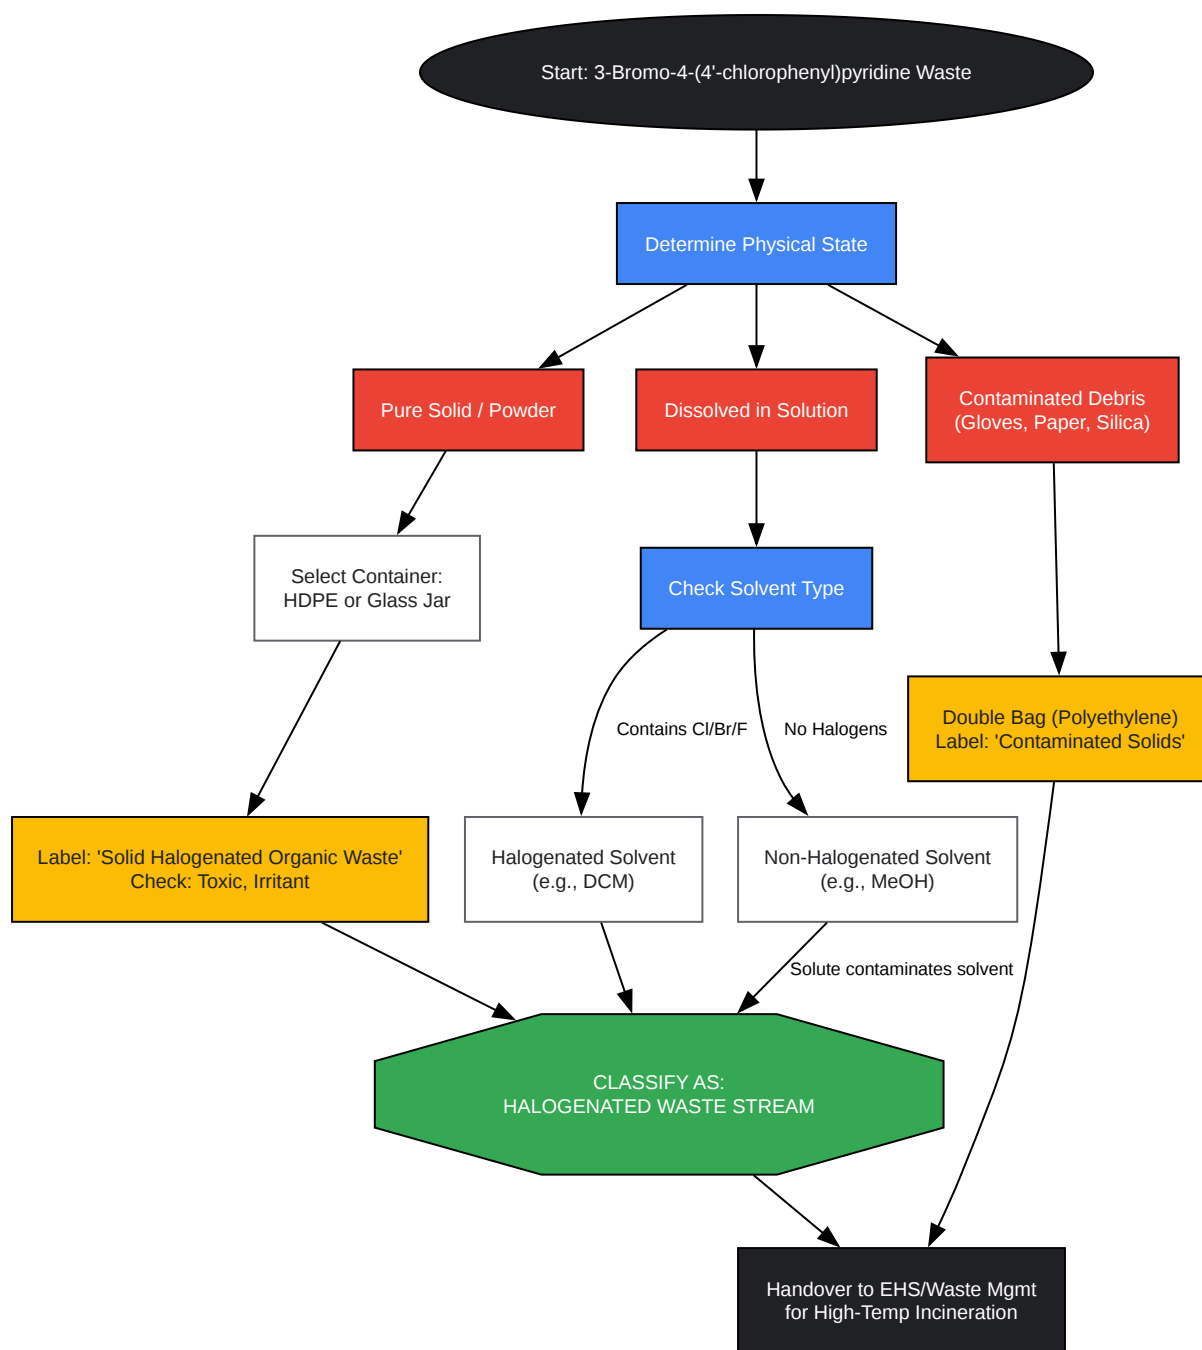 Start: 3-Bromo-4-(4'-chlorophenyl)pyridine Waste
Determine Physical State
Pure Solid / Powder
Dissolved in Solution
Contaminated Debris
(Gloves, Paper, Silica)
Select Container:
HDPE or Glass Jar
Check Solvent Type
Contains Cl/Br/F
No Halogens
Double Bag (Polyethylene)
Label: 'Contaminated Solids'
Label: 'Solid Halogenated Organic Waste'
Check: Toxic, Irritant
Halogenated Solvent
(e.g., DCM)
Non-Halogenated Solvent
(e.g., MeOH)
Solute contaminates solvent
CLASSIFY AS:
HALOGENATED WASTE STREAM
Handover to EHS/Waste Mgmt
for High-Temp Incineration